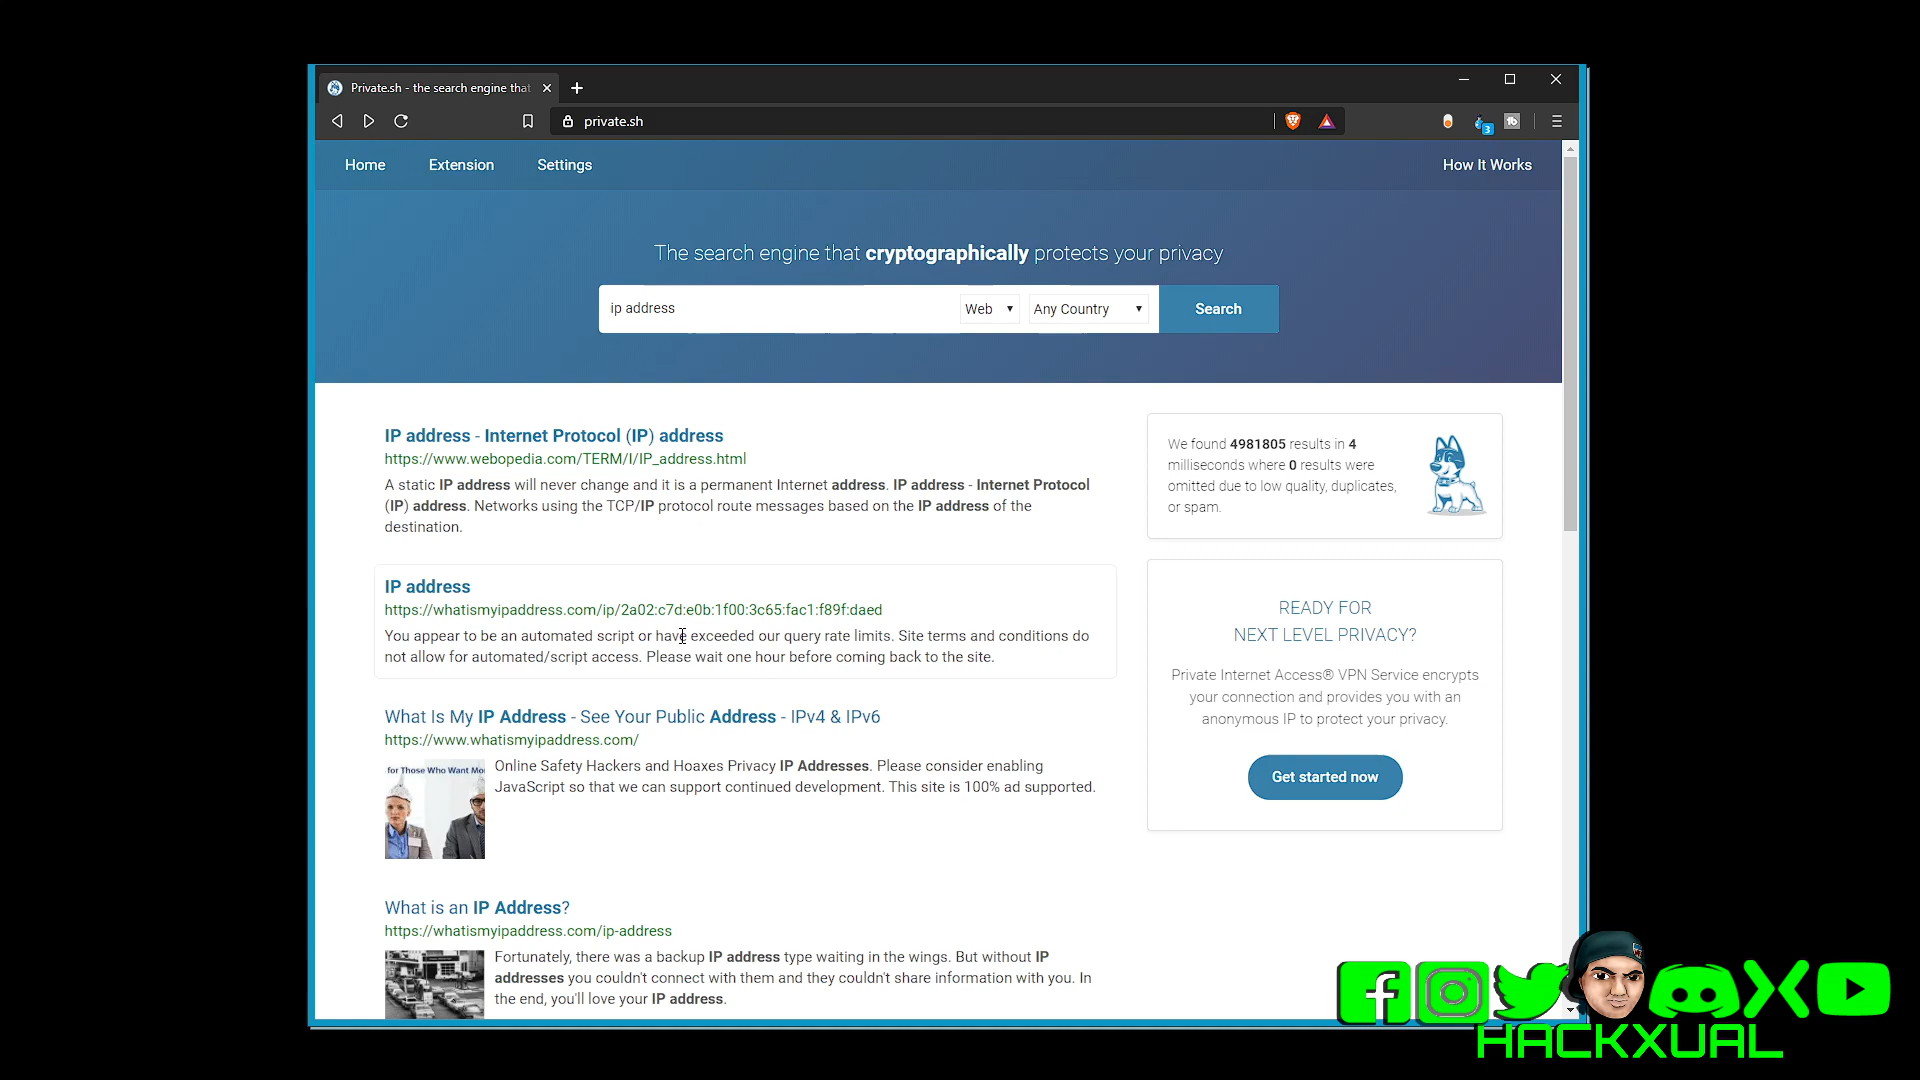 Private.sh - the search engine that
private.sh
3
Home
Extension
Settings
How It Works
The search engine that cryptographically protects your privacy
ip address
Web
Any Country
Search
IP address - Internet Protocol (IP) address
https://www.webopedia.com/TERM/I/IP_address.html
A static IP address will never change and it is a permanent Internet address. IP address - Internet Protocol
(IP) address. Networks using the TCP/IP protocol route messages based on the IP address of the
destination.
We found 4981805 results in 4
milliseconds where 0 results were
omitted due to low quality, duplicates,
or spam.
IP address
https://whatismyipaddress.com/ip/2a02:c7d:e0b:1f00:3c65:fac1:f89f:daed
You appear to be an automated script or have exceeded our query rate limits. Site terms and conditions do
not allow for automated/script access. Please wait one hour before coming back to the site.
READY FOR
NEXT LEVEL PRIVACY?
Private Internet Access® VPN Service encrypts
your connection and provides you with an
anonymous IP to protect your privacy.
Get started now
What Is My IP Address - See Your Public Address - IPv4 & IPv6
https://www.whatismyipaddress.com/
for Those Who Want Mo
Online Safety Hackers and Hoaxes Privacy IP Addresses. Please consider enabling
JavaScript so that we can support continued development. This site is 100% ad supported.
What is an IP Address?
https://whatismyipaddress.com/ip-address
Fortunately, there was a backup IP address type waiting in the wings. But without IP
addresses you couldn't connect with them and they couldn't share information with you. In
the end, you'll love your IP address.
HACKXUAL